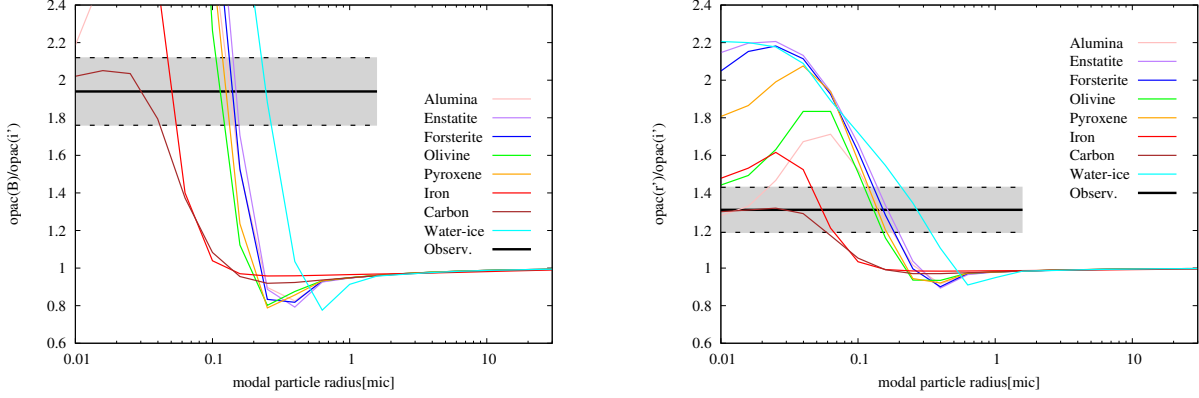 opac(B)/opac(i')
2.4
2.2
2
1.8
1.6
1.4
1.2
1
0.8
0.6
0.01
0.1
1
10
modal particle radius[mic]
Alumina
Enstatite
Forsterite
Olivine
Pyroxene
Iron
Carbon
Water-ice
Observ.
opac(r')/opac(i')
2.4
2.2
2
1.8
1.6
1.4
1.2
1
0.8
0.6
0.01
0.1
1
10
modal particle radius[mic]
Alumina
Enstatite
Forsterite
Olivine
Pyroxene
Iron
Carbon
Water-ice
Observ.